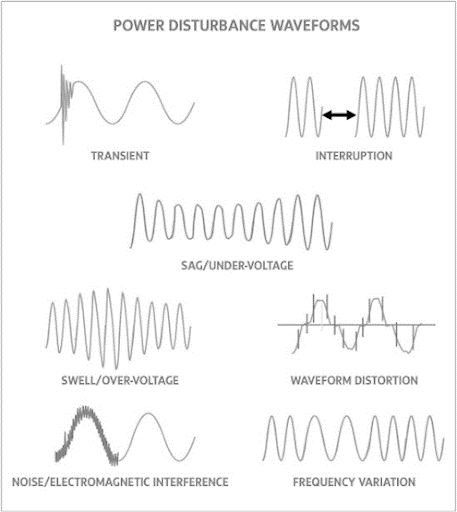 POWER DISTURBANCE WAVEFORMS
TRANSIENT
INTERRUPTION
SAG/UNDER-VOLTAGE
SWELL/OVER-VOLTAGE
WAVEFORM DISTORTION
NOISE/ELECTROMAGNETIC INTERFERENCE
FREQUENCY VARIATION